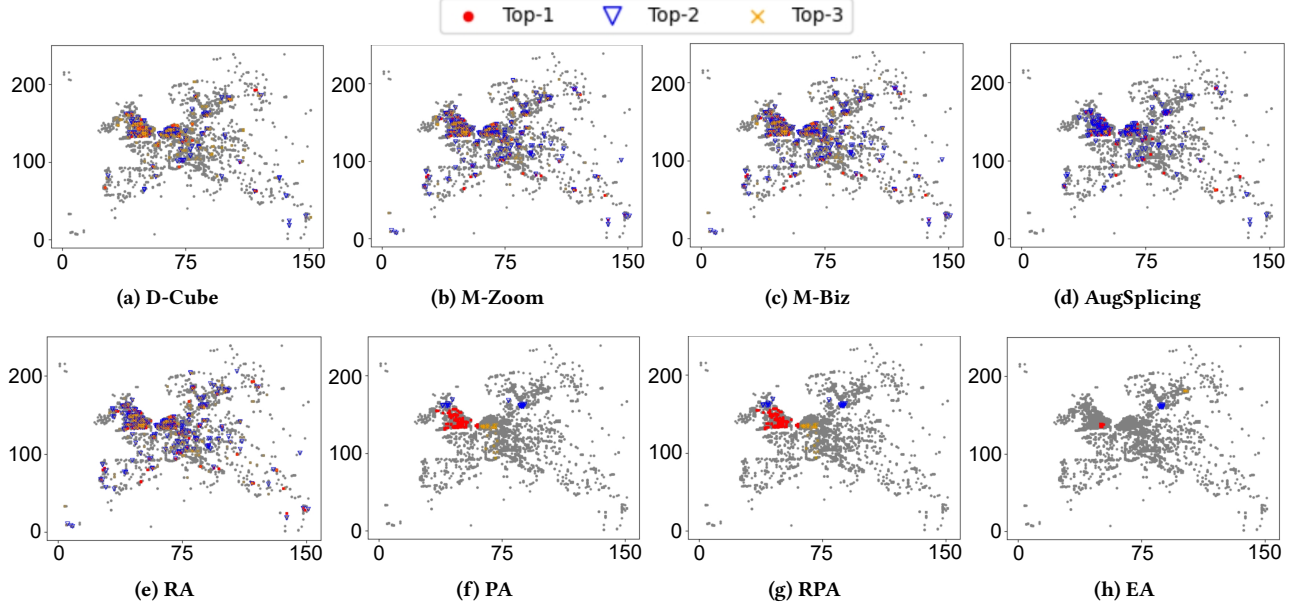 Top-1 Top-2 Top-3
200 200 200 200
100 100 100 100
0 0 0 0
0 75 150 0 75 150 0 75 150 0 75 150
(a) D-Cube (b) M-Zoom (c) M-Biz (d) AugSplicing
200 200 200 200
100 100 100 100
0 0 0 0
0 75 150 0 75 150 0 75 150 0 75 150
(e) RA (f) PA (g) RPA (h) EA